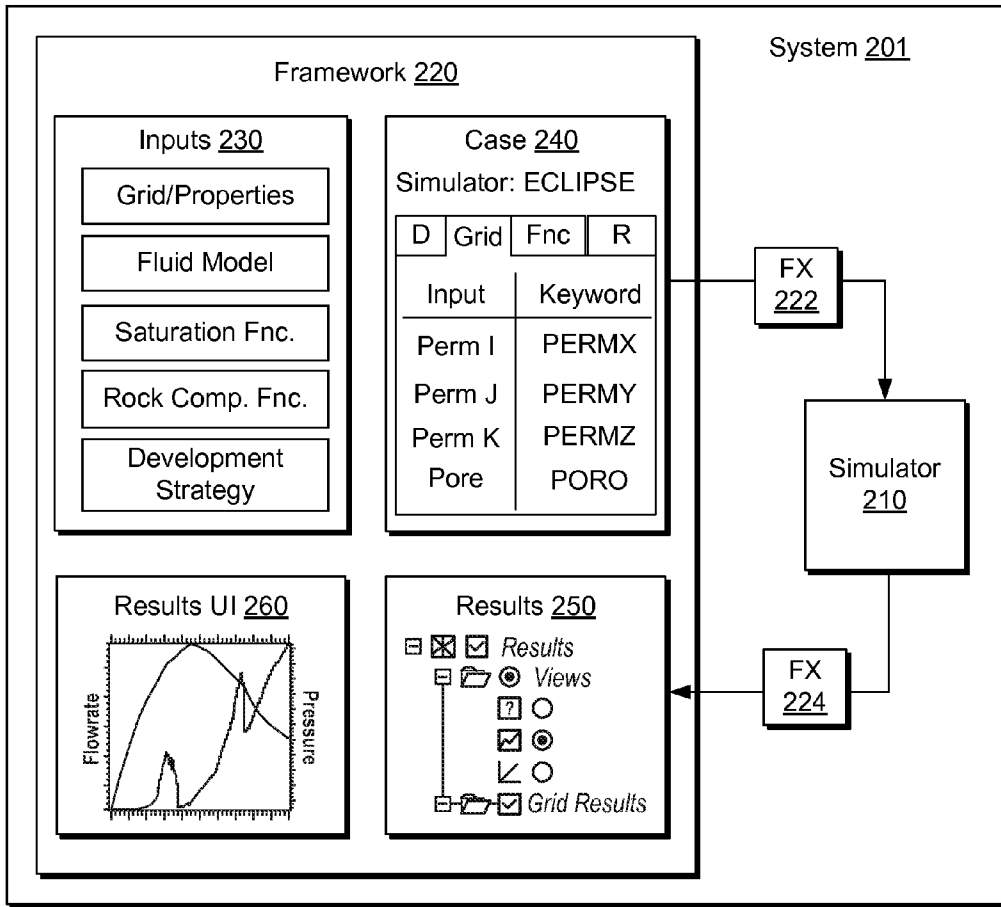 System 201
Framework 220
Inputs 230
Grid/Properties
Fluid Model
Saturation Fnc.
Rock Comp. Fnc.
Development
Strategy
Case 240
Simulator: ECLIPSE
D Grid Fnc R
Input Keyword
Perm I PERMX
Perm J PERMY
Perm K PERMZ
Pore PORO
FX
222
Simulator
210
FX
224
Results UI 260
Flowrate
Pressure
Results 250
Results
Views
?
Grid Results